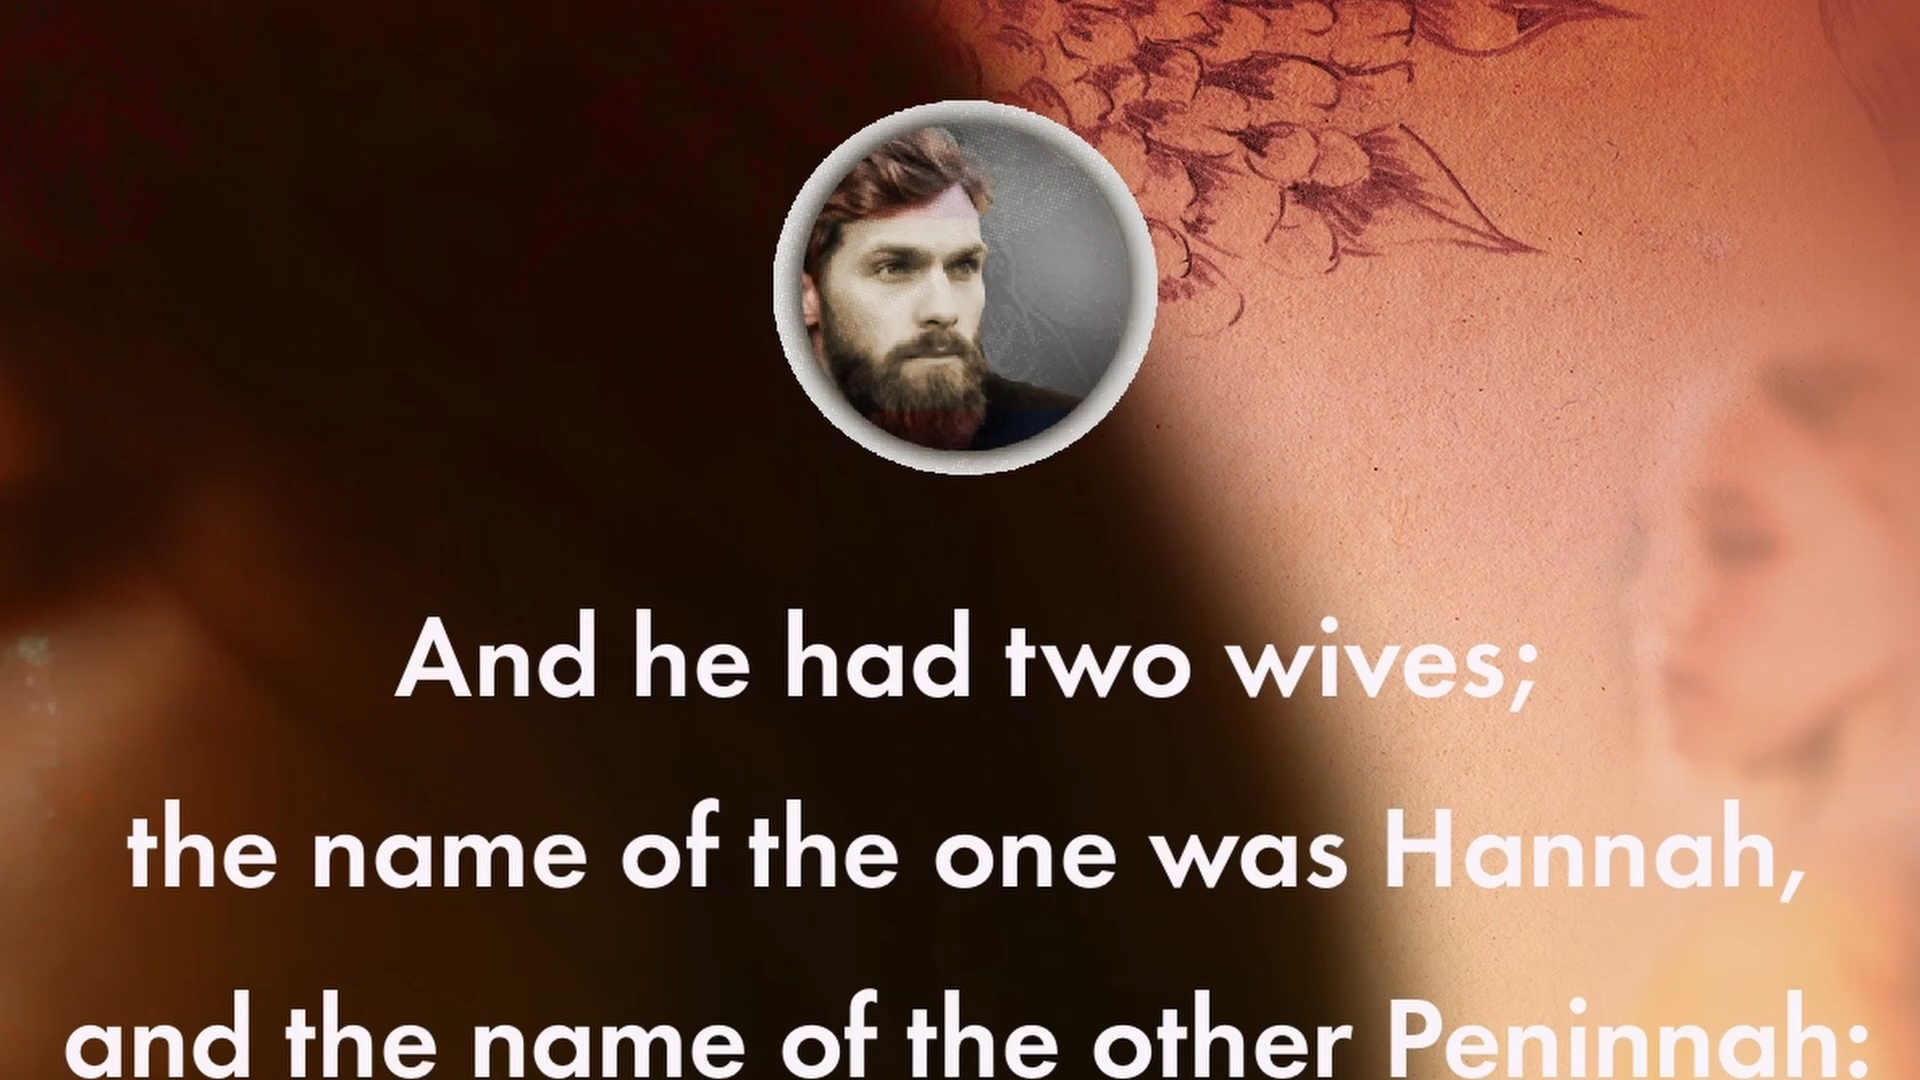 And he had two wives;
the name of the one was Hannah,
and the name of the other Peninnah: